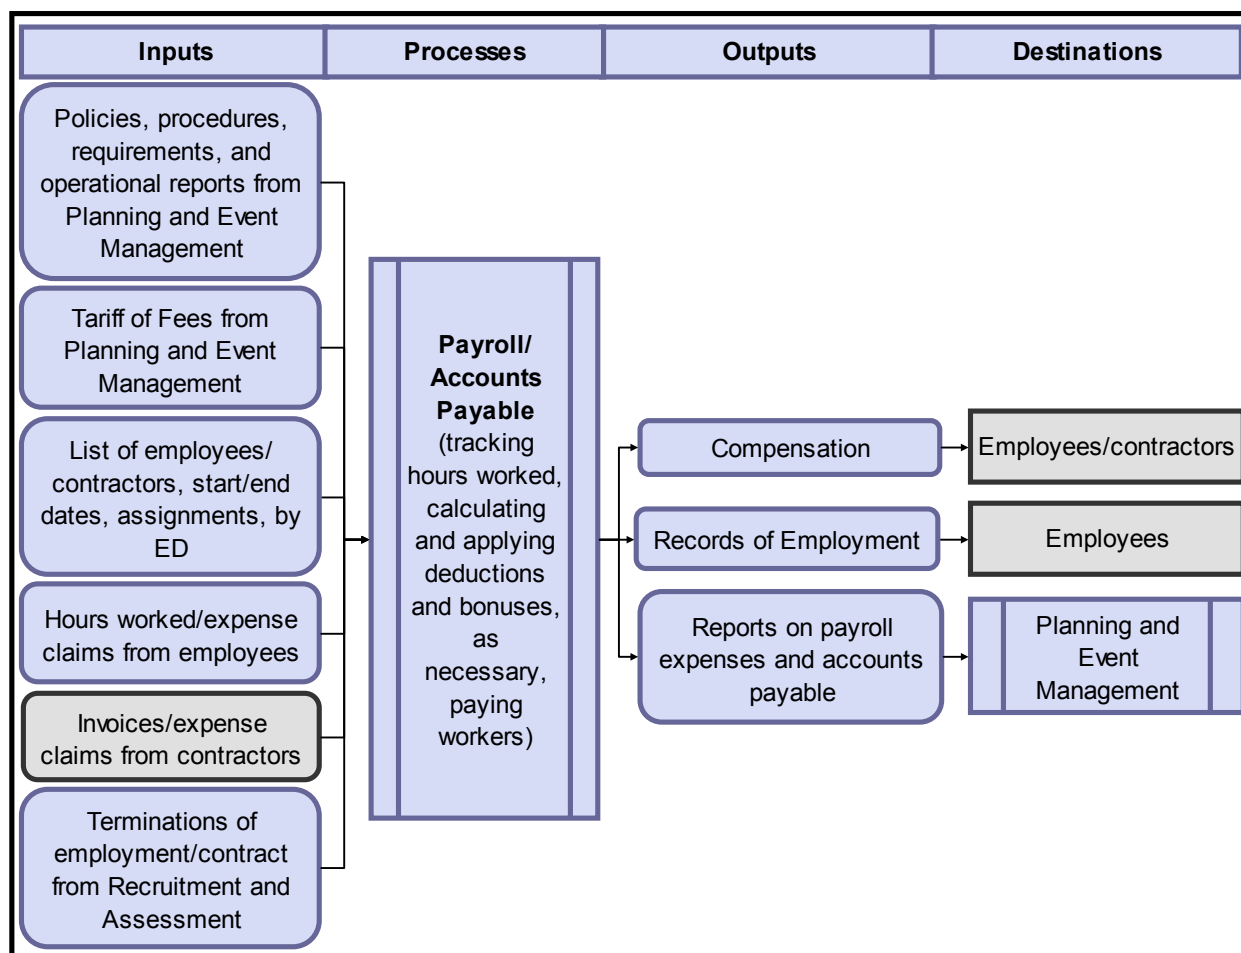 Inputs
Processes
Outputs
Destinations
Policies, procedures,
requirements, and
operational reports from
Planning and Event
Management
Tariff of Fees from
Planning and Event
Management
List of employees/
contractors, start/end
dates, assignments, by
ED
Hours worked/expense
claims from employees
Invoices/expense
claims from contractors
Terminations of
employment/contract
from Recruitment and
Assessment
Payroll/
Accounts
Payable
(tracking
hours worked,
calculating
and applying
deductions
and bonuses,
as
necessary,
paying
workers)
Compensation
Records of Employment
Reports on payroll
expenses and accounts
payable
Employees/contractors
Employees
Planning and
Event
Management